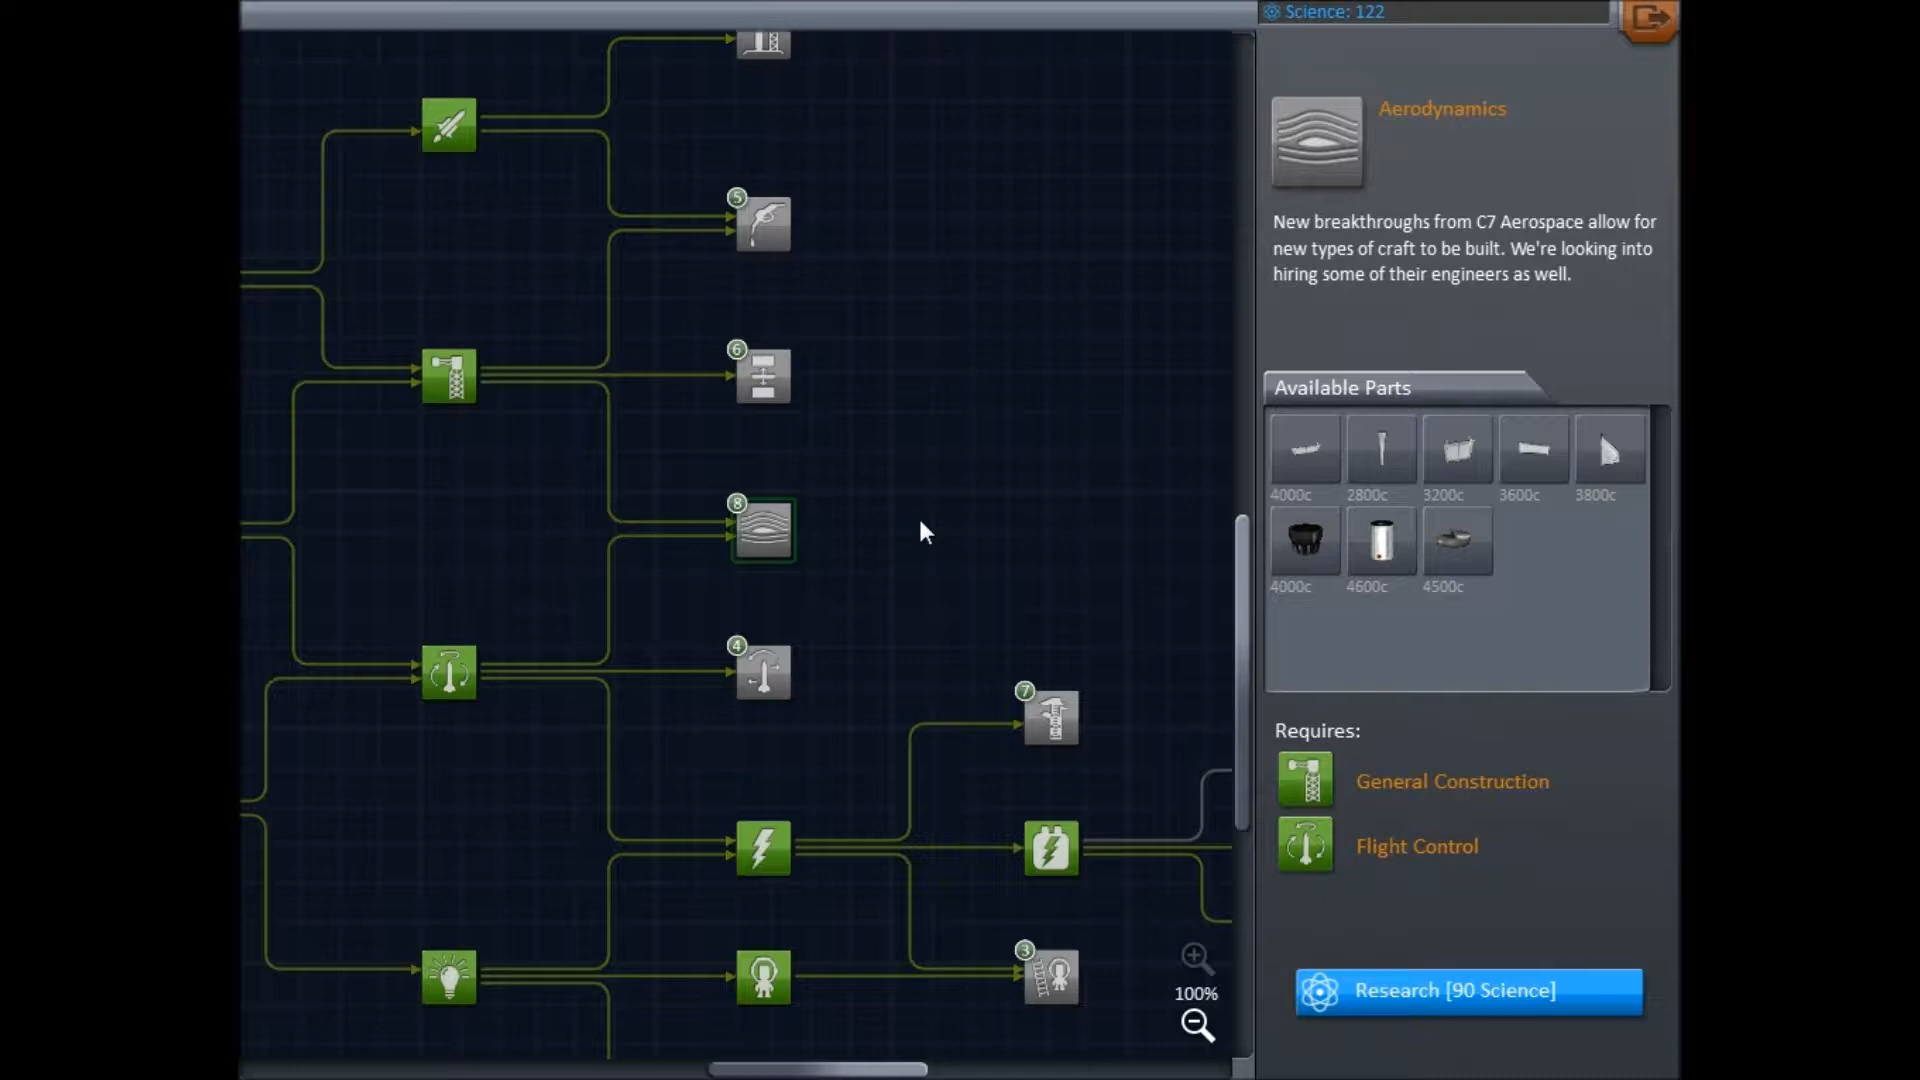 Science: 122
Aerodynamics
New breakthroughs from C7 Aerospace allow for
new types of craft to be built. We're looking into
hiring some of their engineers as well.
Available Parts
4000c 2800c 3200c 3600c 3800c
4000c 4600c 4500c
Requires:
General Construction
Flight Control
Research [90 Science]
5
6
8
4
7
3
100%